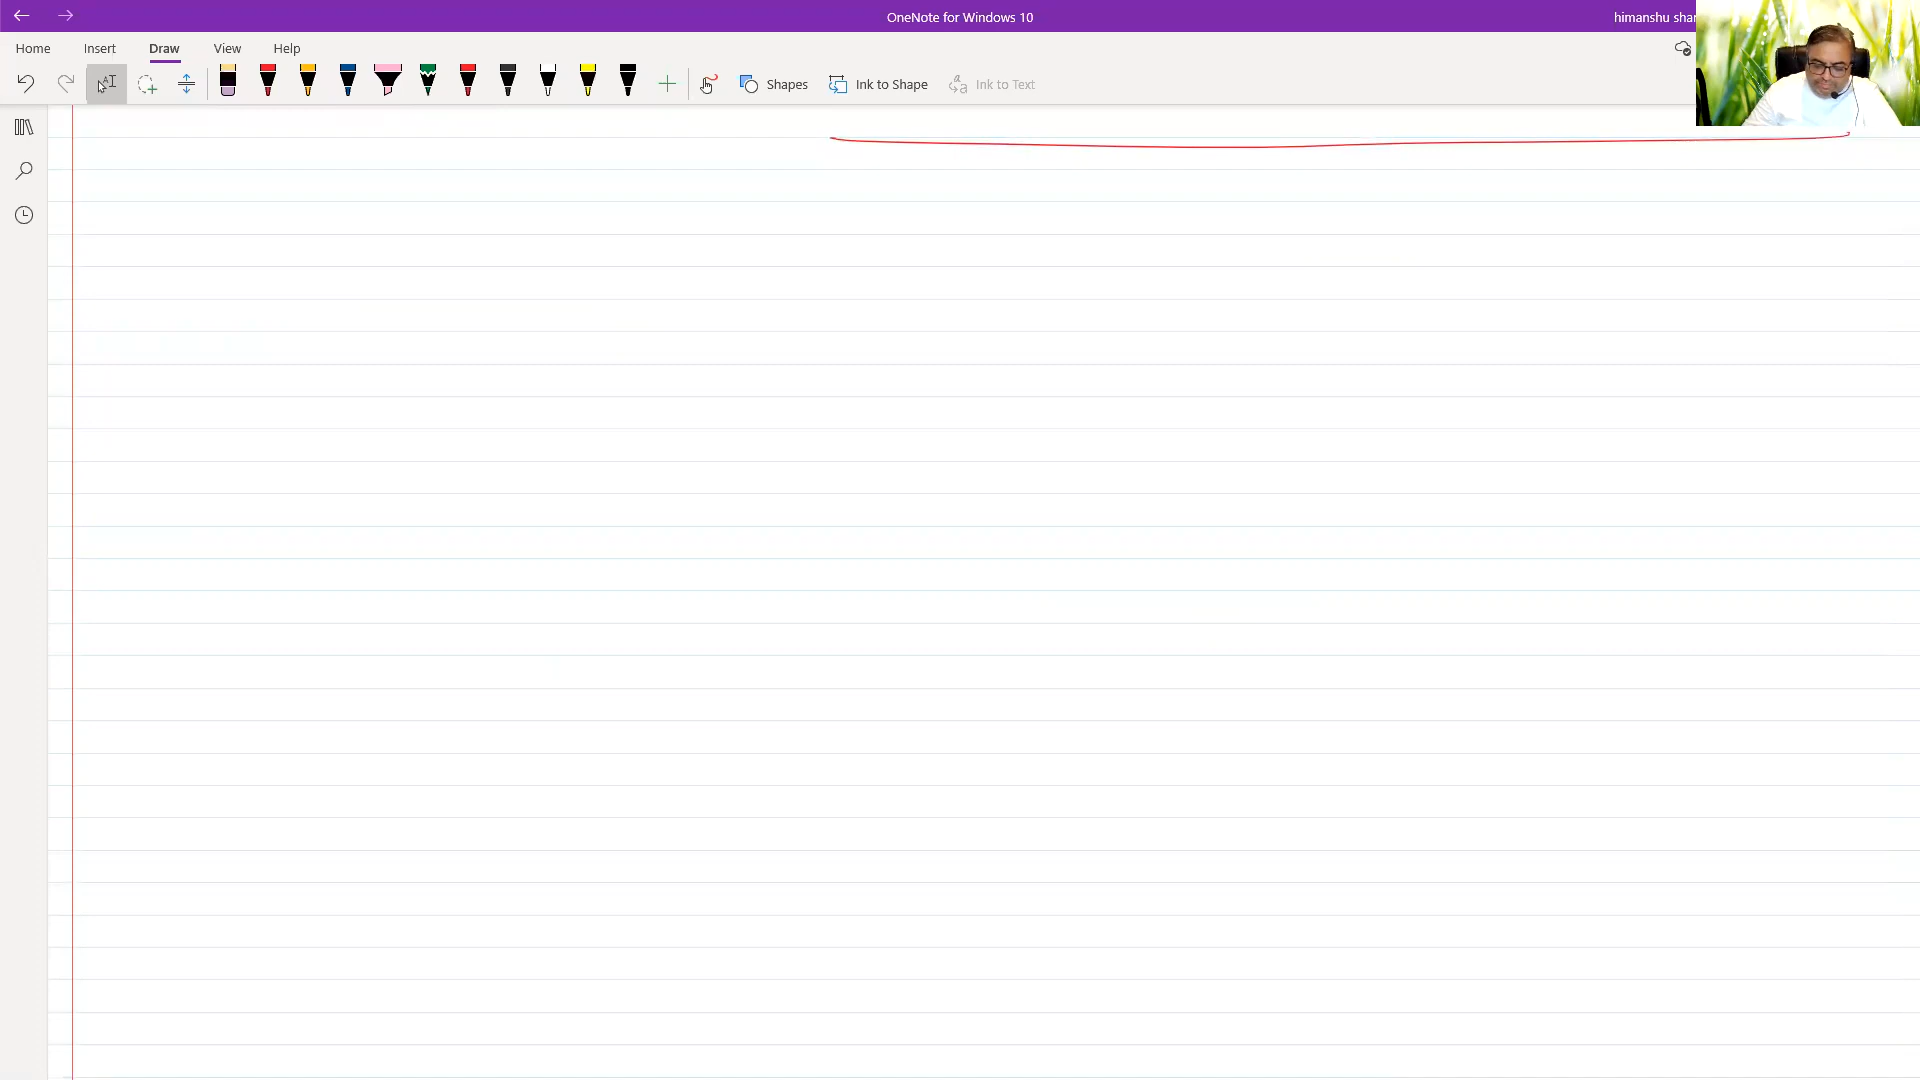 OneNote for Windows 10
himanshu shar
Home Insert Draw View Help
Shapes Ink to Shape Ink to Text